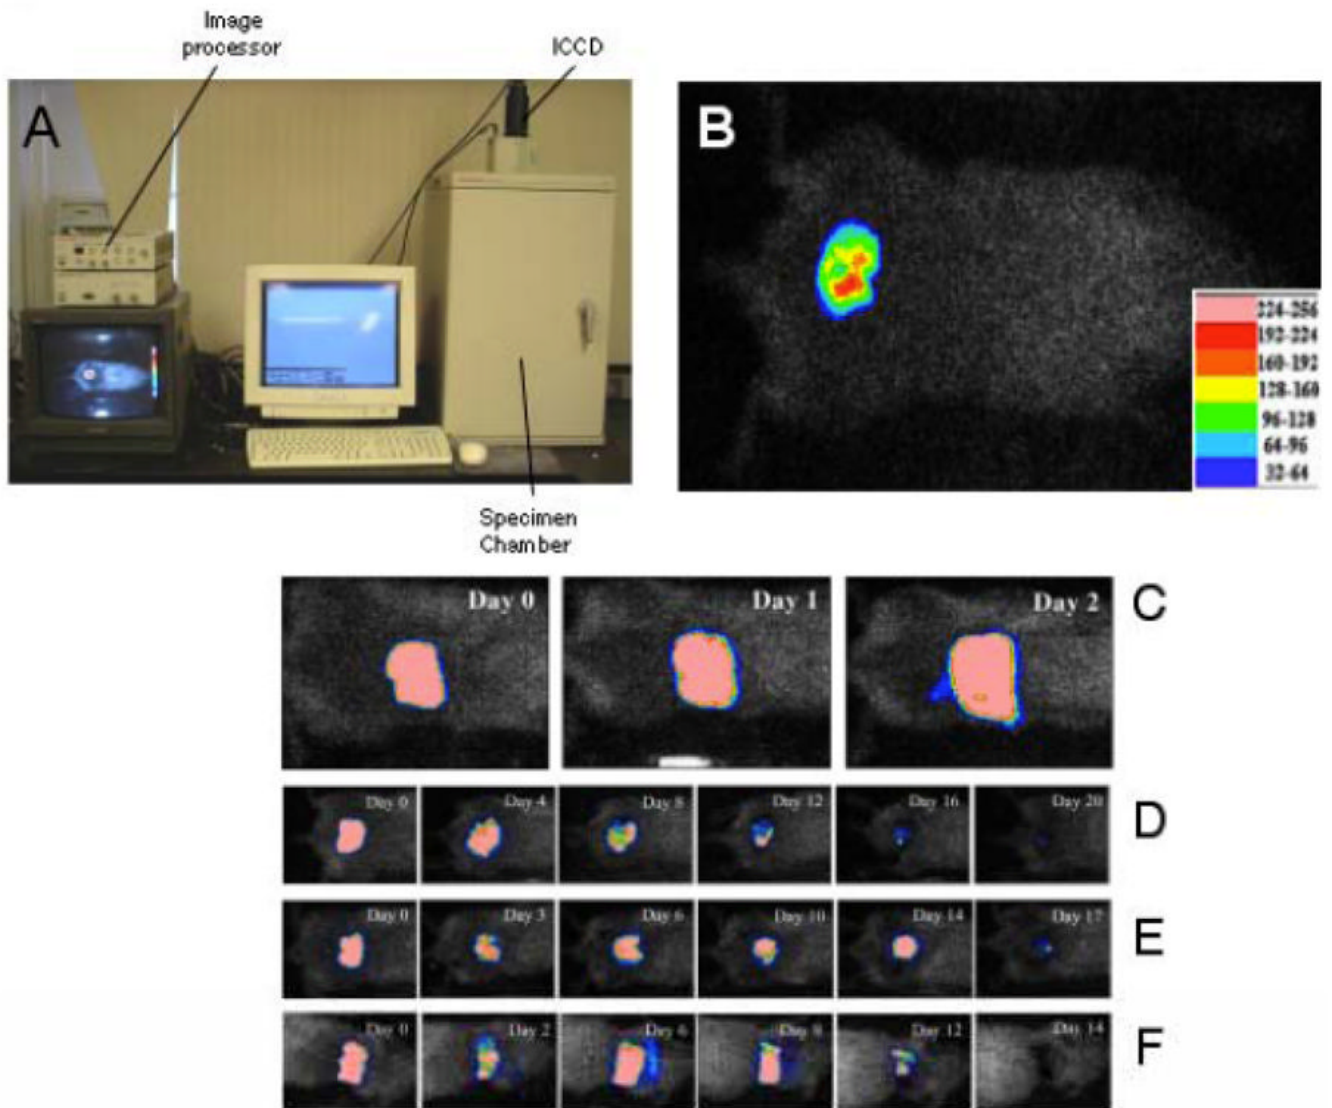 Image
processor
ICCD
A
B
224-256
192-224
160-192
128-160
96-128
64-96
32-64
Specimen
Chamber
Day 0
Day 1
Day 2
C
Day 0
Day 4
Day 8
Day 12
Day 16
Day 20
D
Day 0
Day 3
Day 6
Day 10
Day 14
Day 17
E
Day 0
Day 2
Day 6
Day 8
Day 12
Day 14
F